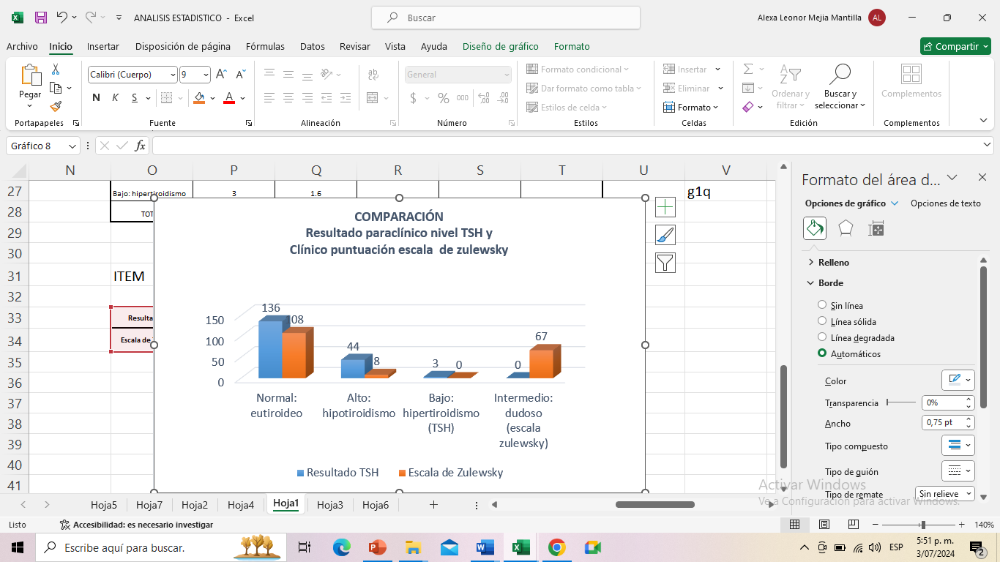 ANALISIS ESTADISTICO - Excel
Buscar
Alexa Leonor Mejia Mantilla
AL
Archivo Inicio Insertar Disposición de página Fórmulas Datos Revisar Vista Ayuda Diseño de gráfico Formato
Compartir
Pegar
Portapapeles
Calibri (Cuerpo) 9
N K S
Fuente
Alineación
General
$ % 000
Número
Formato condicional
Dar formato como tabla
Estilos de celda
Estilos
Insertar
Eliminar
Formato
Celdas
Ordenar y filtrar
Buscar y seleccionar
Edición
Complementos
Complementos
Gráfico 8
fx
N O P Q R S T U V
27 Bajo: hipertiroidismo 3 1.6 g1q
28 TOT
29
30
31 ITEM
32
33 Resulta
34 Escala de
35
36
37
38
39
40
41
COMPARACIÓN
Resultado paraclínico nivel TSH y
Clínico puntuación escala de zulewsky
150
100
50
0
136 108
44 8
3 0
0 67
Normal:
eutiroideo
Alto:
hipotiroidismo
Bajo:
hipertiroidismo
(TSH)
Intermedio:
dudoso
(escala
zulewsky)
Resultado TSH Escala de Zulewsky
Formato del área d...
Opciones de gráfico Opciones de texto
Relleno
Borde
Sin línea
Línea sólida
Línea degradada
Automáticos
Color
Transparencia 0%
Ancho 0,75 pt
Tipo compuesto
Tipo de guión
Tipo de remate Sin relieve
Activar Windows
Ve a Configuración para activar Windows.
Hoja5 Hoja7 Hoja2 Hoja4 Hoja1 Hoja3 Hoja6
Listo
Accesibilidad: es necesario investigar
140%
Escribe aquí para buscar.
ESP
5:51 p. m.
3/07/2024
2